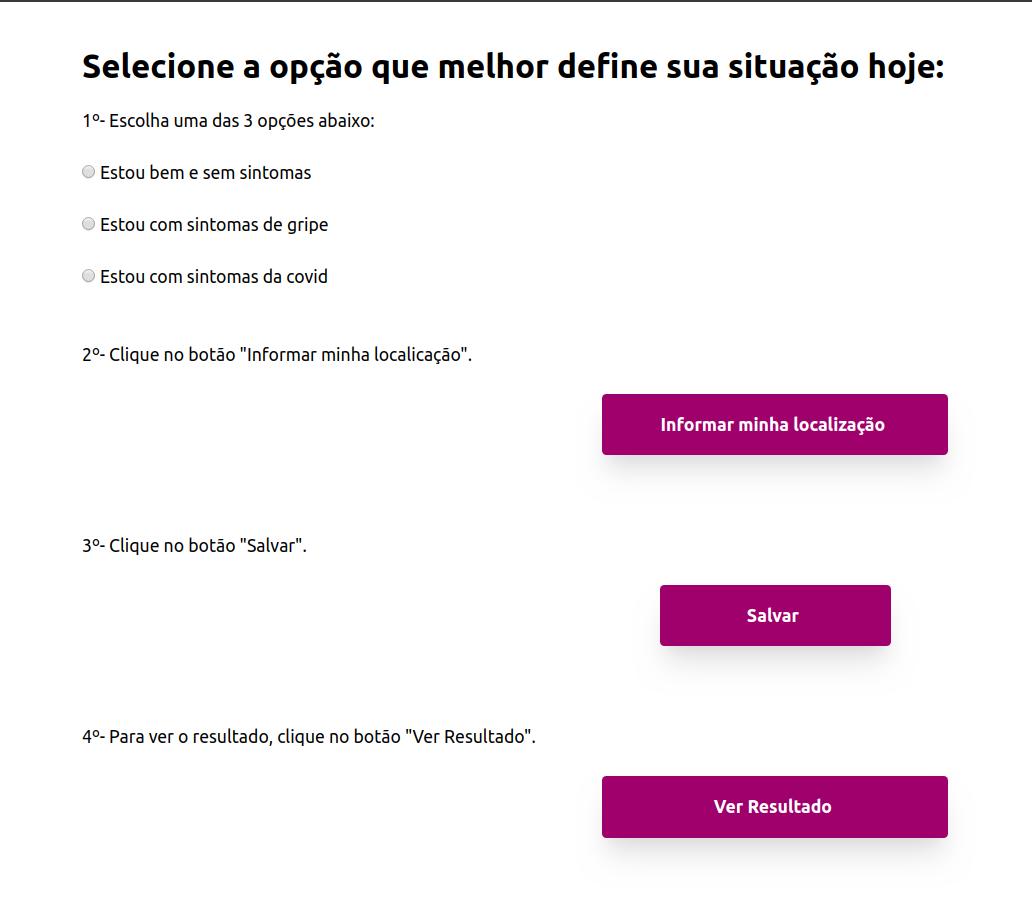 Selecione a opção que melhor define sua situação hoje:
1º- Escolha uma das 3 opções abaixo:
Estou bem e sem sintomas
Estou com sintomas de gripe
Estou com sintomas da covid
2º- Clique no botão "Informar minha localicação".
Informar minha localização
3º- Clique no botão "Salvar".
Salvar
4º- Para ver o resultado, clique no botão "Ver Resultado".
Ver Resultado